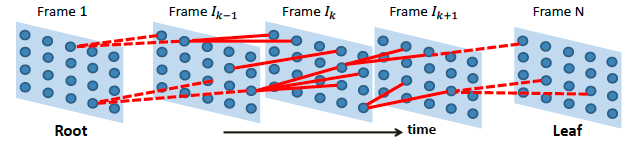 Frame 1
Frame I_{k-1}
Frame I_k
Frame I_{k+1}
Frame N
Root
time
Leaf